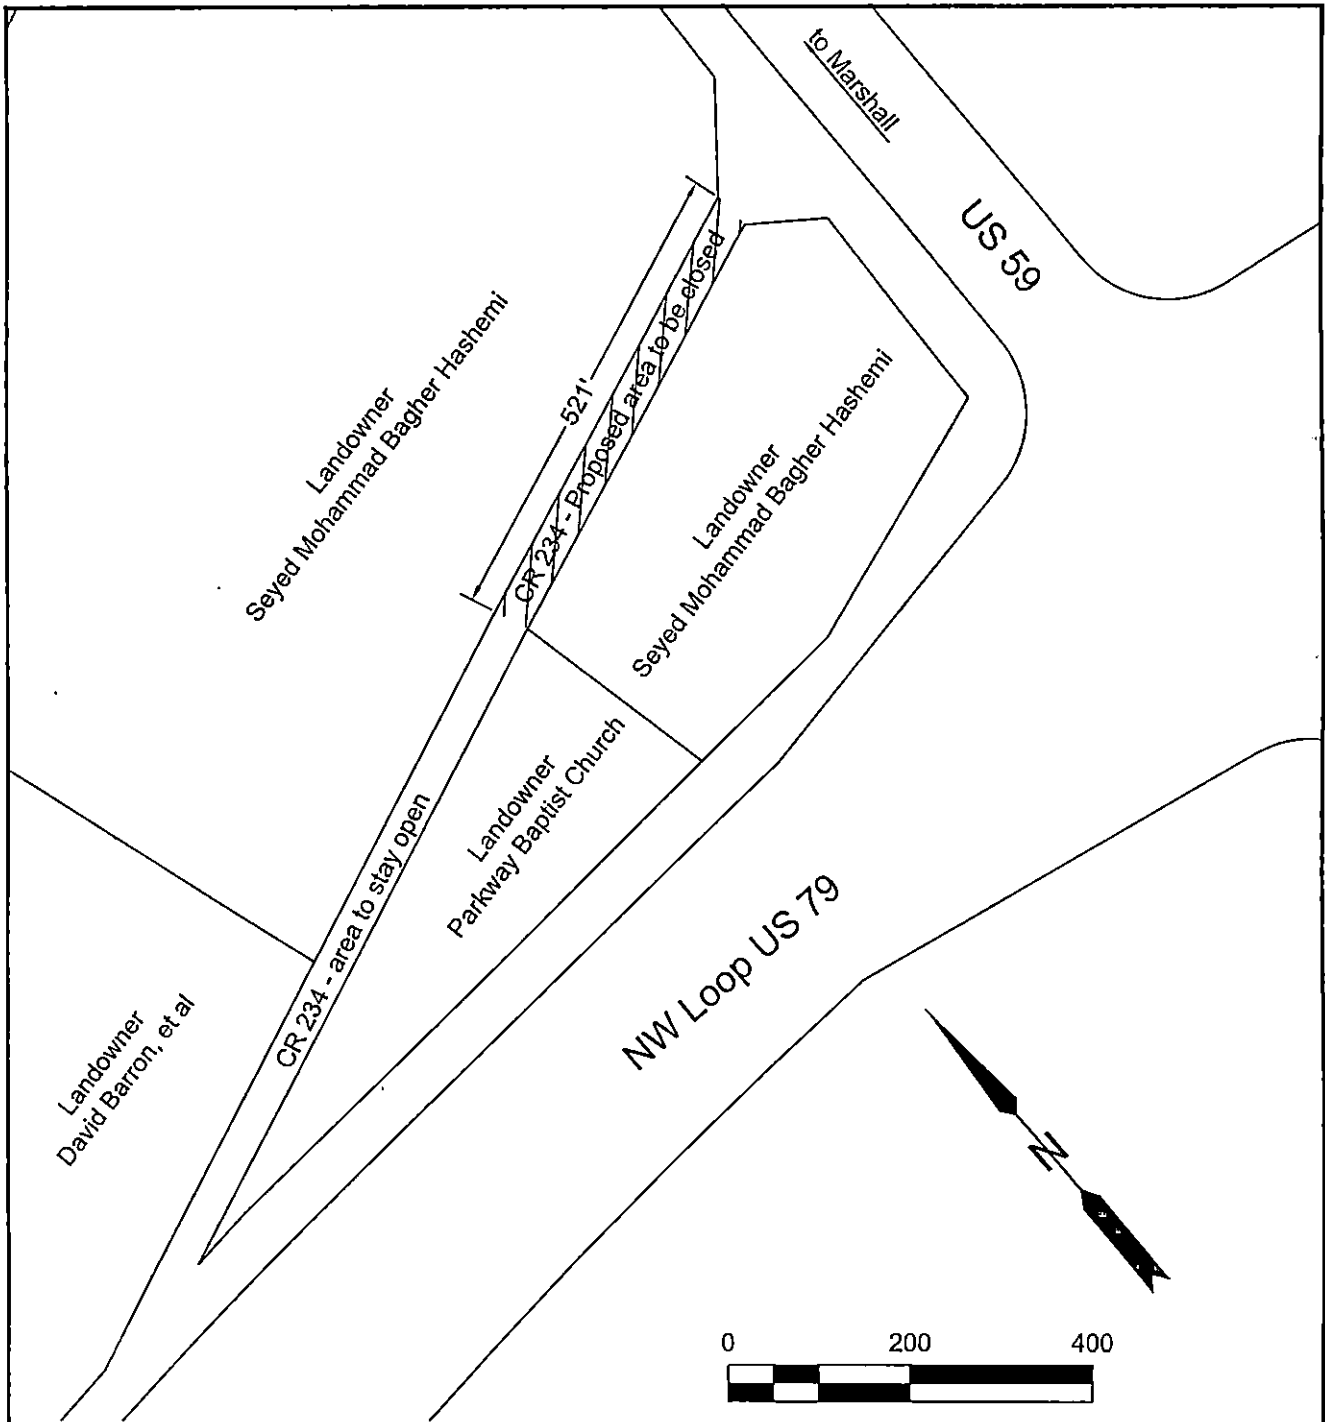 to Marshall
US 59
Landowner
Seyed Mohammad Bagher Hashemi
521'
CR 234 - Proposed area to be closed
Landowner
Seyed Mohammad Bagher Hashemi
Landowner
Parkway Baptist Church
CR 234 - area to stay open
NW Loop US 79
Landowner
David Barron, et al
N
0 200 400